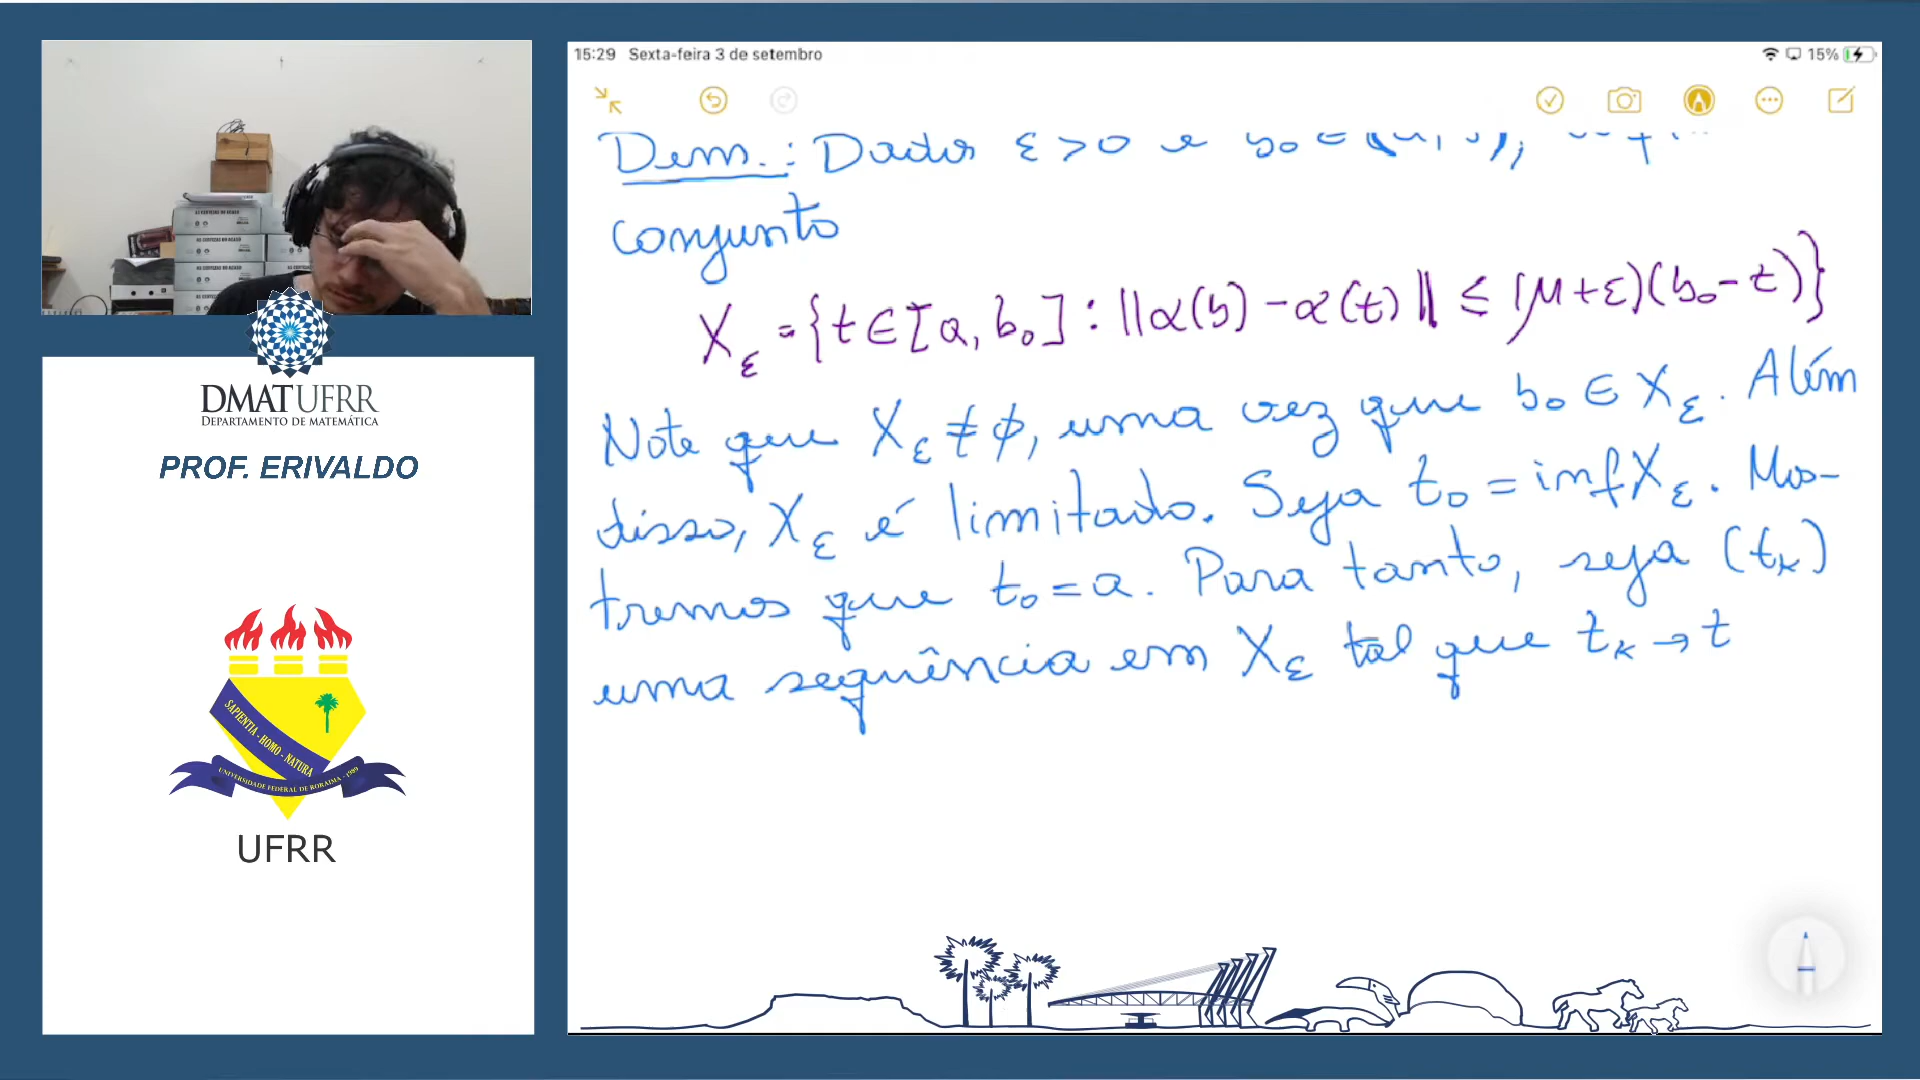 15:29 Sexta-feira 3 de setembro
15%
Dem.: Dados ε > 0 e b₀ ∈
conjunto
X_ε = {t ∈ [a, b₀] : ||α(b) - α(t)|| ≤ (μ+ε)(b₀-t)}
Note que X_ε ≠ ϕ, uma vez que b₀ ∈ X_ε. Além
disso, X_ε é limitado. Seja t₀ = inf X_ε. Mos-
tremos que t₀ = a. Para tanto, seja (t_k)
uma sequência em X_ε tal que t_k → t
DMATUFRR
DEPARTAMENTO DE MATEMÁTICA
PROF. ERIVALDO
SAPIENTIA - HOMO - NATURA
UNIVERSIDADE FEDERAL DE RORAIMA - 1989
UFRR